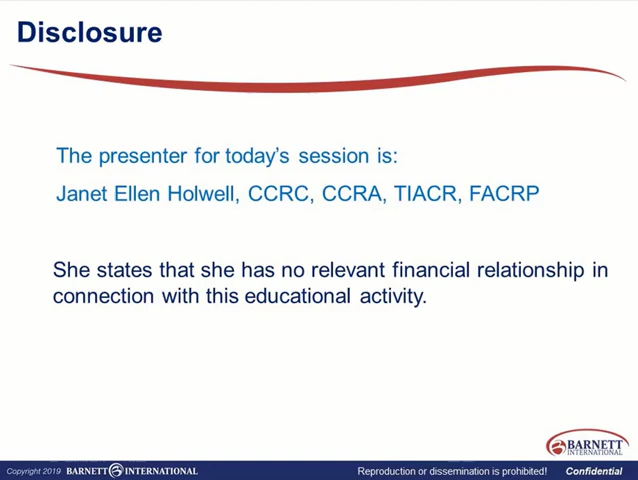 Disclosure
The presenter for today's session is:
Janet Ellen Holwell, CCRC, CCRA, TIACR, FACRP
She states that she has no relevant financial relationship in
connection with this educational activity.
BARNETT
INTERNATIONAL
Copyright 2019 BARNETT INTERNATIONAL Reproduction or dissemination is prohibited! Confidential